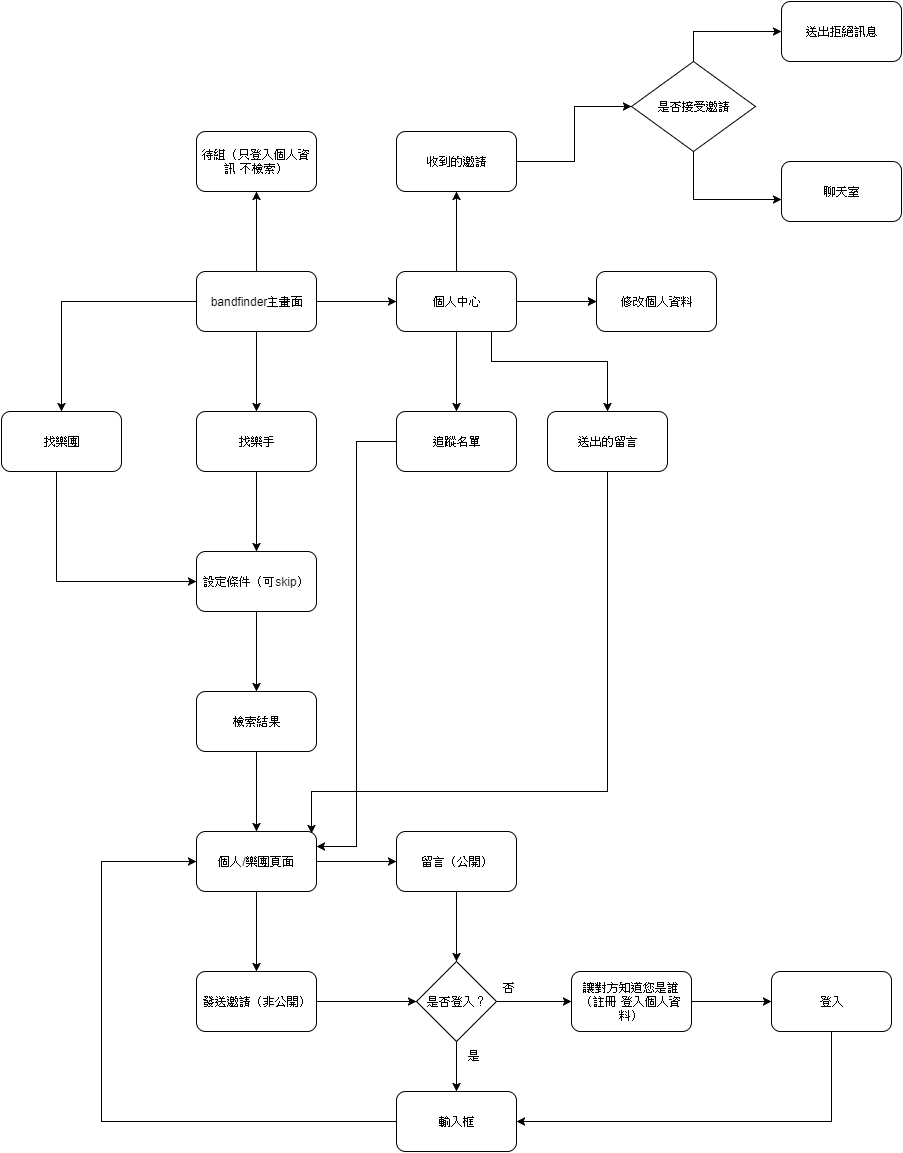 送出拒絕訊息
是否接受邀請
待組（只登入個人資
訊 不檢索）
收到的邀請
聊天室
bandfinder主畫面
個人中心
修改個人資料
找樂團
找樂手
追蹤名單
送出的留言
設定條件（可skip）
檢索結果
個人/樂團頁面
留言（公開）
發送邀請（非公開）
是否登入？
否
讓對方知道您是誰
（註冊 登入個人資
料）
登入
是
輸入框